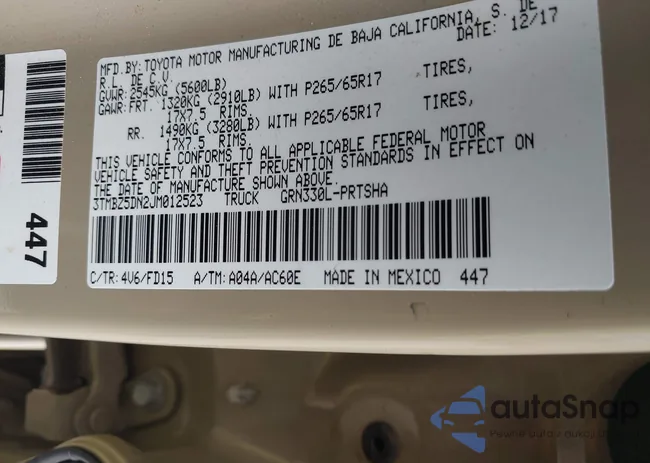 MFD.BY: TOYOTA MOTOR MANUFACTURING DE BAJA CALIFORNIA, S. DE
R.L. DE C.V. DATE: 12/17
GVWR: 2545KG (5600LB)
GAWR: FRT. 1320KG (2910LB) WITH P265/65R17 TIRES,
17X7.5 RIMS.
RR. 1490KG (3280LB) WITH P265/65R17 TIRES,
17X7.5 RIMS.
THIS VEHICLE CONFORMS TO ALL APPLICABLE FEDERAL MOTOR
VEHICLE SAFETY AND THEFT PREVENTION STANDARDS IN EFFECT ON
THE DATE OF MANUFACTURE SHOWN ABOVE.
3TMBZ5DN2JM012523 TRUCK GRN330L-PRTSHA
C/TR: 4V6/FD15 A/TM: A04A/AC60E MADE IN MEXICO 447
447
autoSnap
Pewne auta z aukcji